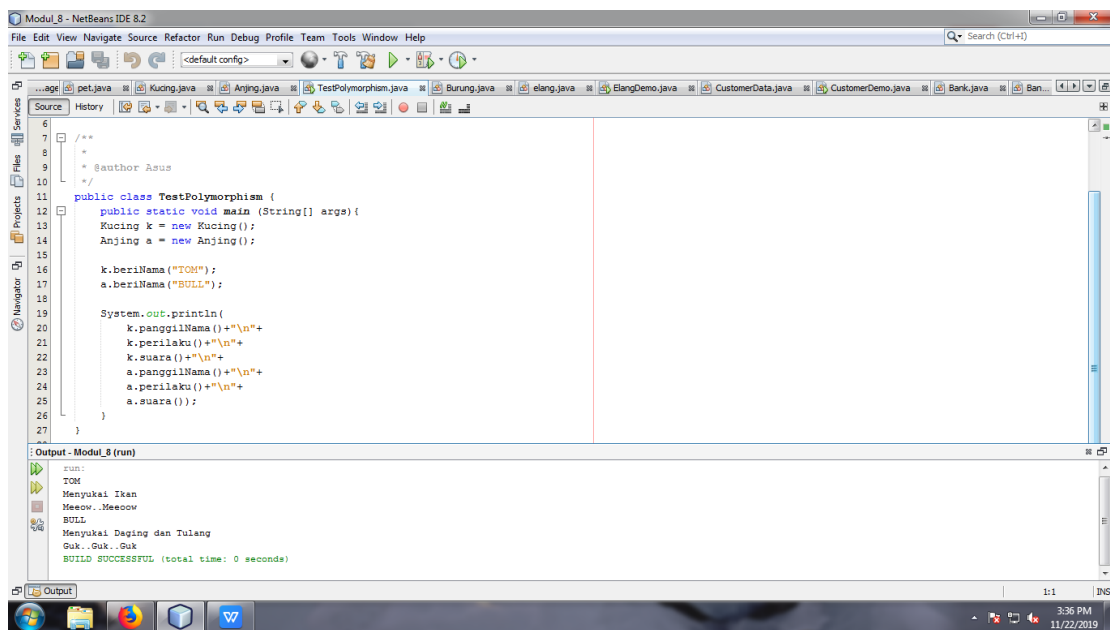 Modul_8 - NetBeans IDE 8.2
File Edit View Navigate Source Refactor Run Debug Profile Team Tools Window Help
Search (Ctrl+I)
<default config>
...age pet.java Kucing.java Anjing.java TestPolymorphism.java Burung.java elang.java ElangDemo.java CustomerData.java CustomerDemo.java Bank.java Ban...
Source History
Services
Files
Projects
Navigator
6
7 /**
8 *
9 * @author Asus
10 */
11 public class TestPolymorphism {
12 public static void main (String[] args){
13 Kucing k = new Kucing();
14 Anjing a = new Anjing();
15
16 k.beriNama("TOM");
17 a.beriNama("BULL");
18
19 System.out.println(
20 k.panggilNama()+"\n"+
21 k.perilaku()+"\n"+
22 k.suara()+"\n"+
23 a.panggilNama()+"\n"+
24 a.perilaku()+"\n"+
25 a.suara());
26 }
27 }
Output - Modul_8 (run)
run:
TOM
Menyukai Ikan
Meeow..Meeoow
BULL
Menyukai Daging dan Tulang
Guk..Guk..Guk
BUILD SUCCESSFUL (total time: 0 seconds)
Output
1:1 INS
3:36 PM
11/22/2019